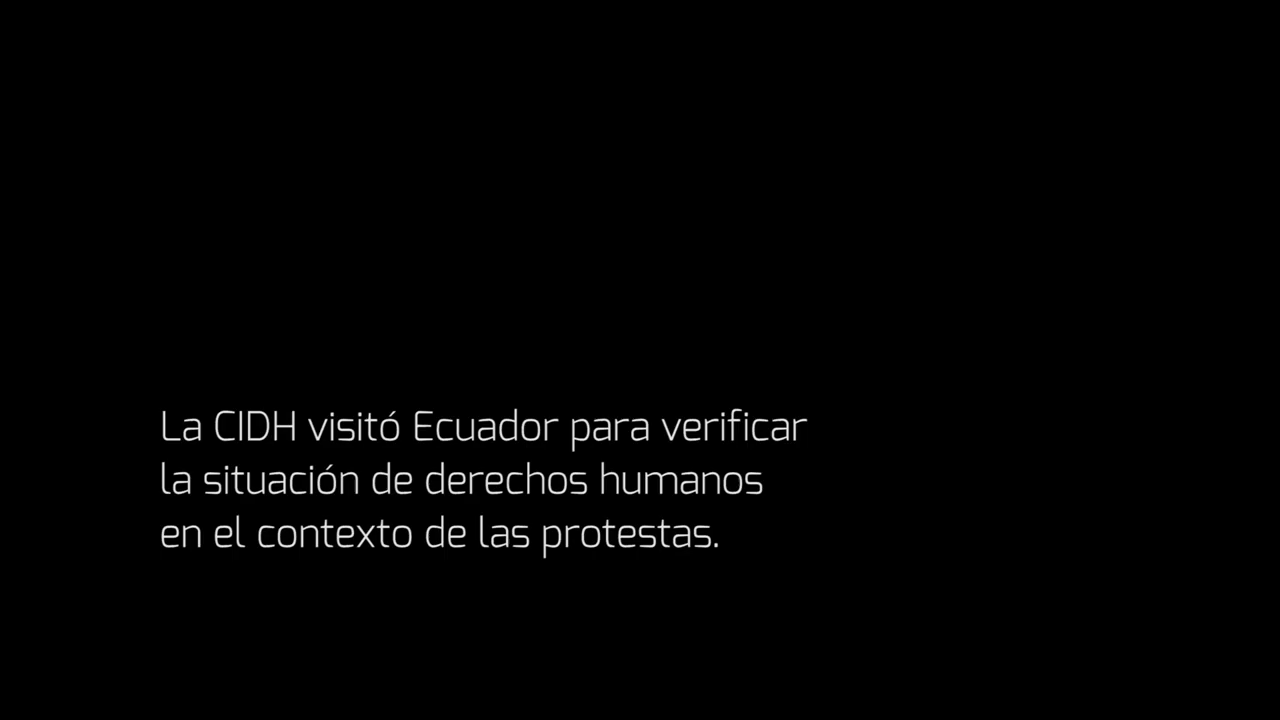 La CIDH visitó Ecuador para verificar
la situación de derechos humanos
en el contexto de las protestas.